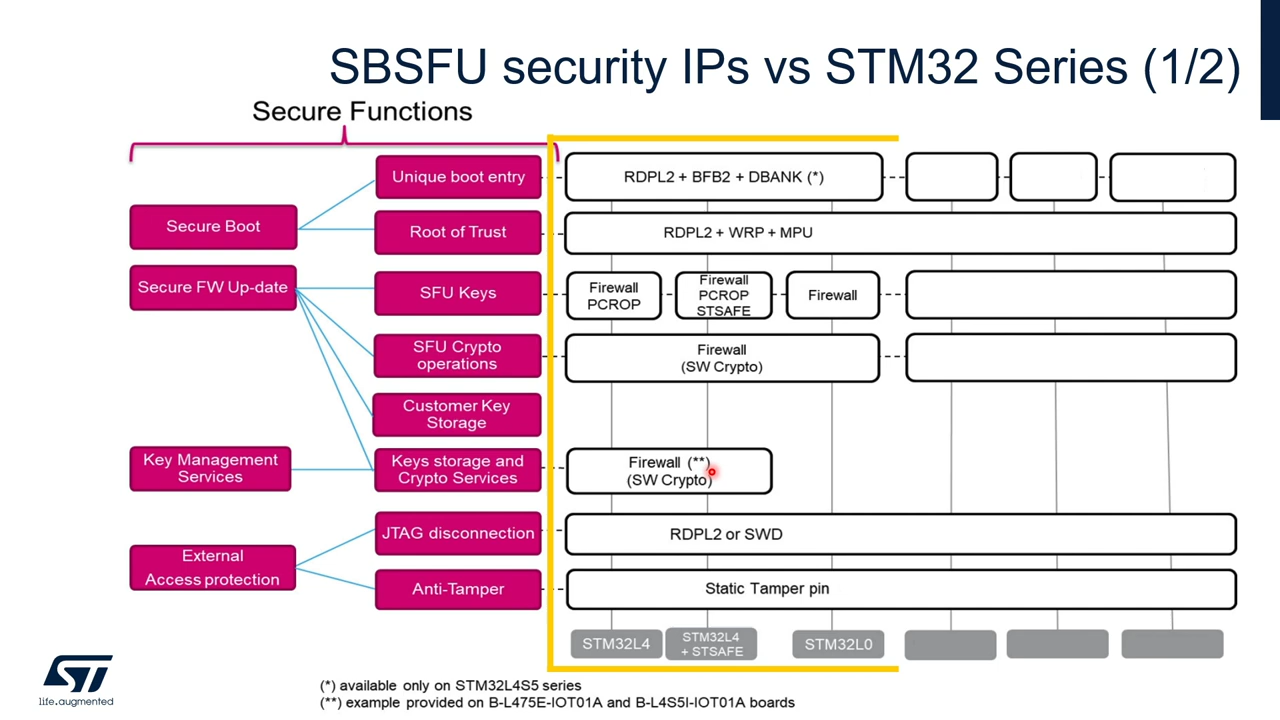 SBSFU security IPs vs STM32 Series (1/2)
Secure Functions
Unique boot entry
RDPL2 + BFB2 + DBANK (*)
Secure Boot
Root of Trust
RDPL2 + WRP + MPU
Secure FW Up-date
SFU Keys
Firewall
PCROP
Firewall
PCROP
STSAFE
Firewall
SFU Crypto
operations
Firewall
(SW Crypto)
Customer Key
Storage
Key Management
Services
Keys storage and
Crypto Services
Firewall (**)
(SW Crypto)
JTAG disconnection
RDPL2 or SWD
External
Access protection
Anti-Tamper
Static Tamper pin
STM32L4
STM32L4
+ STSAFE
STM32L0
ST
life.augmented
(*) available only on STM32L4S5 series
(**) example provided on B-L475E-IOT01A and B-L4S5I-IOT01A boards